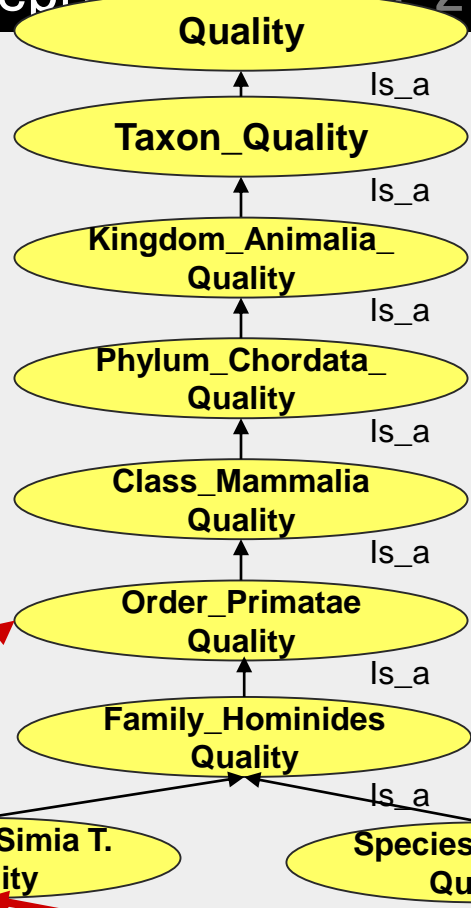 Quality
Is_a
Taxon_Quality
Is_a
Kingdom_Animalia_
Quality
Is_a
Phylum_Chordata_
Quality
Is_a
Class_Mammalia
Quality
Is_a
Order_Primatae
Quality
Is_a
Family_Hominides
Quality
Is_a
Simia T.
Species